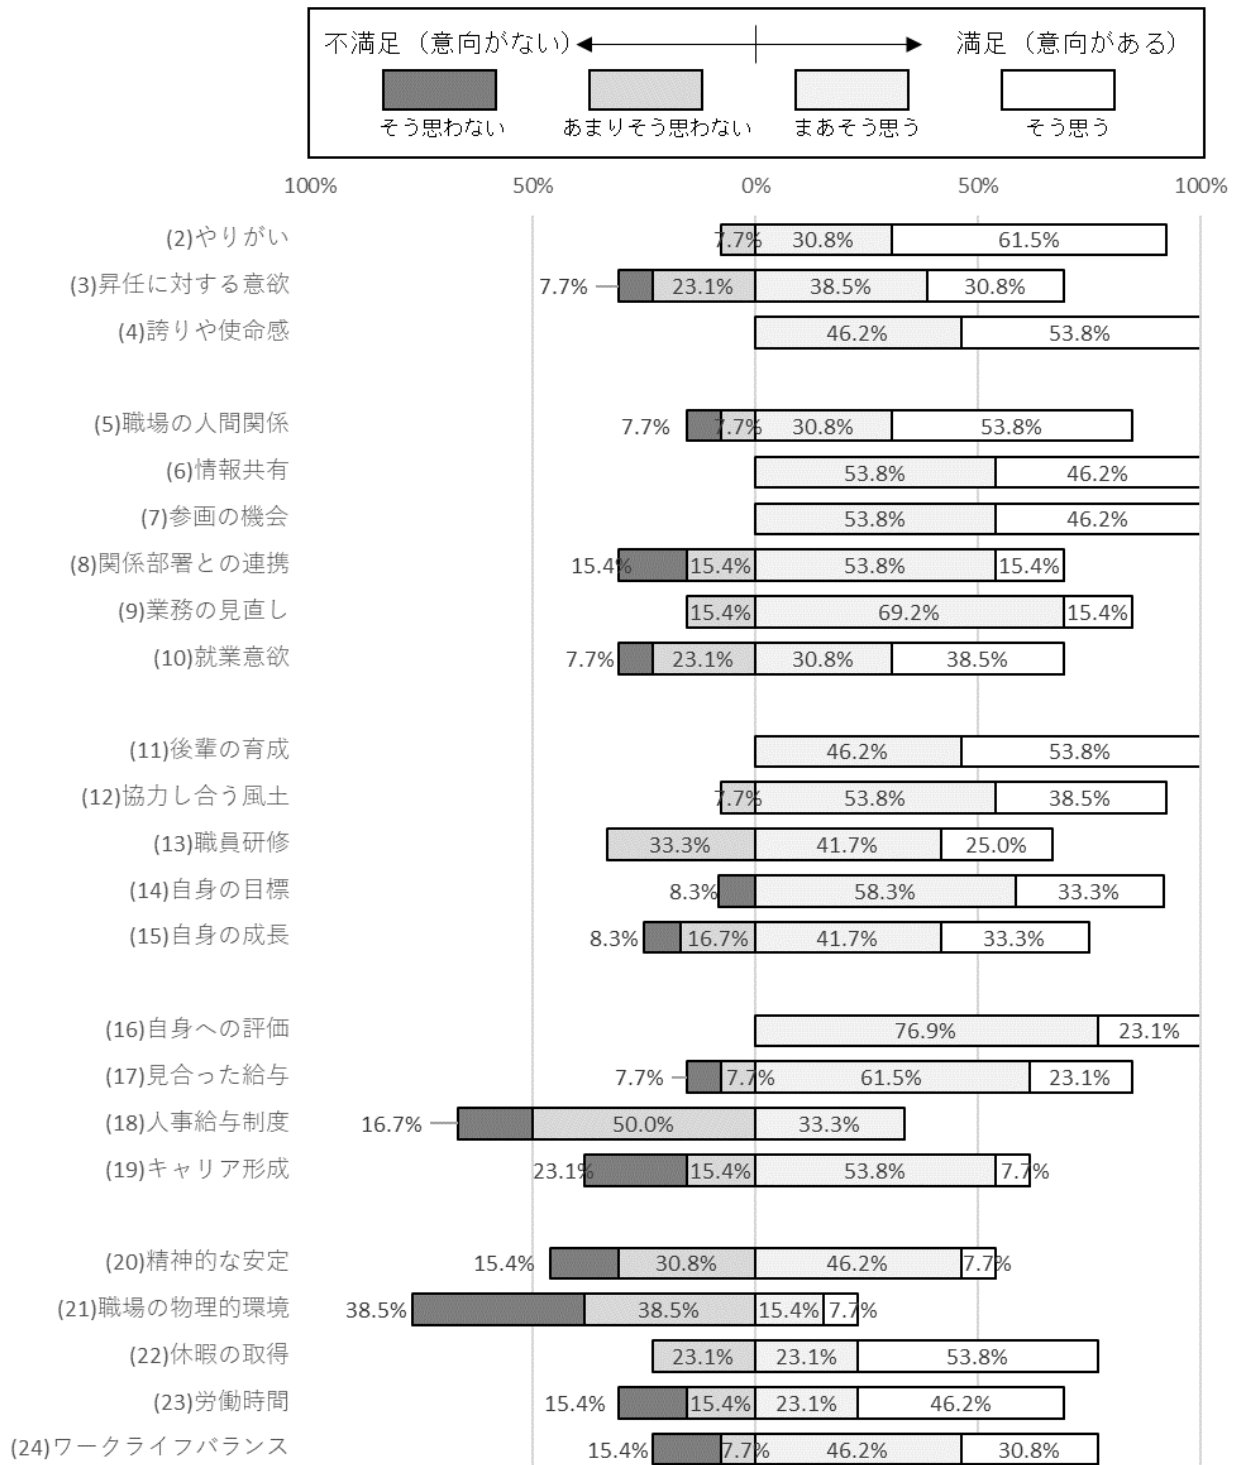 不満足（意向がない） 満足（意向がある）
そう思わない あまりそう思わない まあそう思う そう思う
100% 50% 0% 50% 100%
(2)やりがい 7.7% 30.8% 61.5%
(3)昇任に対する意欲 7.7% 23.1% 38.5% 30.8%
(4)誇りや使命感 46.2% 53.8%
(5)職場の人間関係 7.7% 7.7% 30.8% 53.8%
(6)情報共有 53.8% 46.2%
(7)参画の機会 53.8% 46.2%
(8)関係部署との連携 15.4% 15.4% 53.8% 15.4%
(9)業務の見直し 15.4% 69.2% 15.4%
(10)就業意欲 7.7% 23.1% 30.8% 38.5%
(11)後輩の育成 46.2% 53.8%
(12)協力し合う風土 7.7% 53.8% 38.5%
(13)職員研修 33.3% 41.7% 25.0%
(14)自身の目標 8.3% 58.3% 33.3%
(15)自身の成長 8.3% 16.7% 41.7% 33.3%
(16)自身への評価 76.9% 23.1%
(17)見合った給与 7.7% 7.7% 61.5% 23.1%
(18)人事給与制度 16.7% 50.0% 33.3%
(19)キャリア形成 23.1% 15.4% 53.8% 7.7%
(20)精神的な安定 15.4% 30.8% 46.2% 7.7%
(21)職場の物理的環境 38.5% 38.5% 15.4% 7.7%
(22)休暇の取得 23.1% 23.1% 53.8%
(23)労働時間 15.4% 15.4% 23.1% 46.2%
(24)ワークライフバランス 15.4% 7.7% 46.2% 30.8%